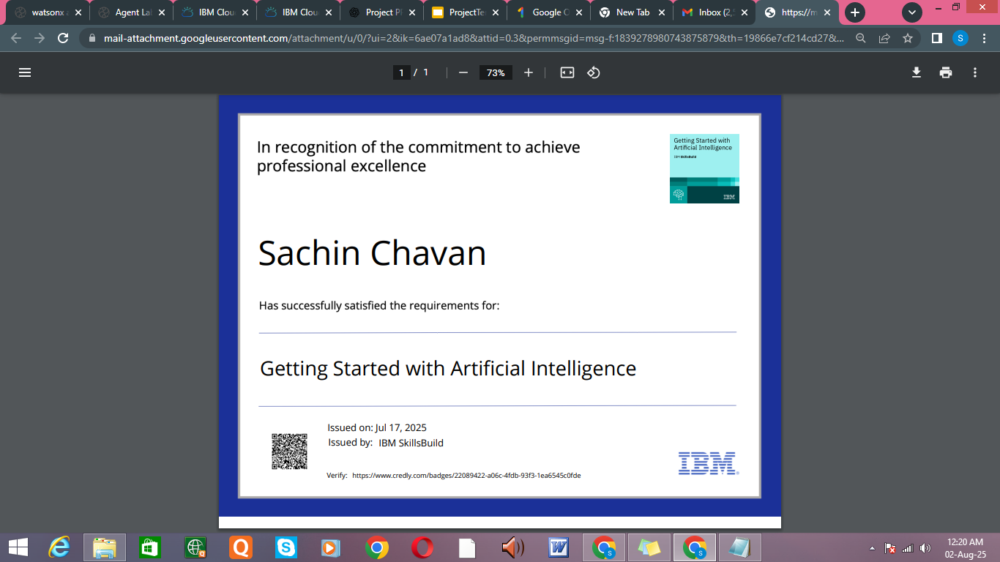 watsonx a
Agent La
IBM Clou
IBM Clou
Project P
ProjectTe
Google O
New Tab
Inbox (2,
https://m
mail-attachment.googleusercontent.com/attachment/u/0/?ui=2&ik=6ae07a1ad8&attid=0.3&permmsgid=msg-f:1839278980743875879&th=19866e7cf214cd27&...
S
1 / 1
73%
In recognition of the commitment to achieve
professional excellence
Getting Started with
Artificial Intelligence
IBM SkillsBuild
IBM
Sachin Chavan
Has successfully satisfied the requirements for:
Getting Started with Artificial Intelligence
Issued on: Jul 17, 2025
Issued by: IBM SkillsBuild
Verify: https://www.credly.com/badges/22089422-a06c-4fdb-93f3-1ea6545c0fde
IBM
12:20 AM
02-Aug-25